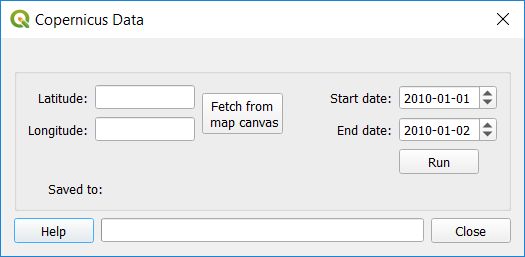 Copernicus Data
Latitude:
Longitude:
Fetch from
map canvas
Start date: 2010-01-01
End date: 2010-01-02
Run
Saved to:
Help
Close